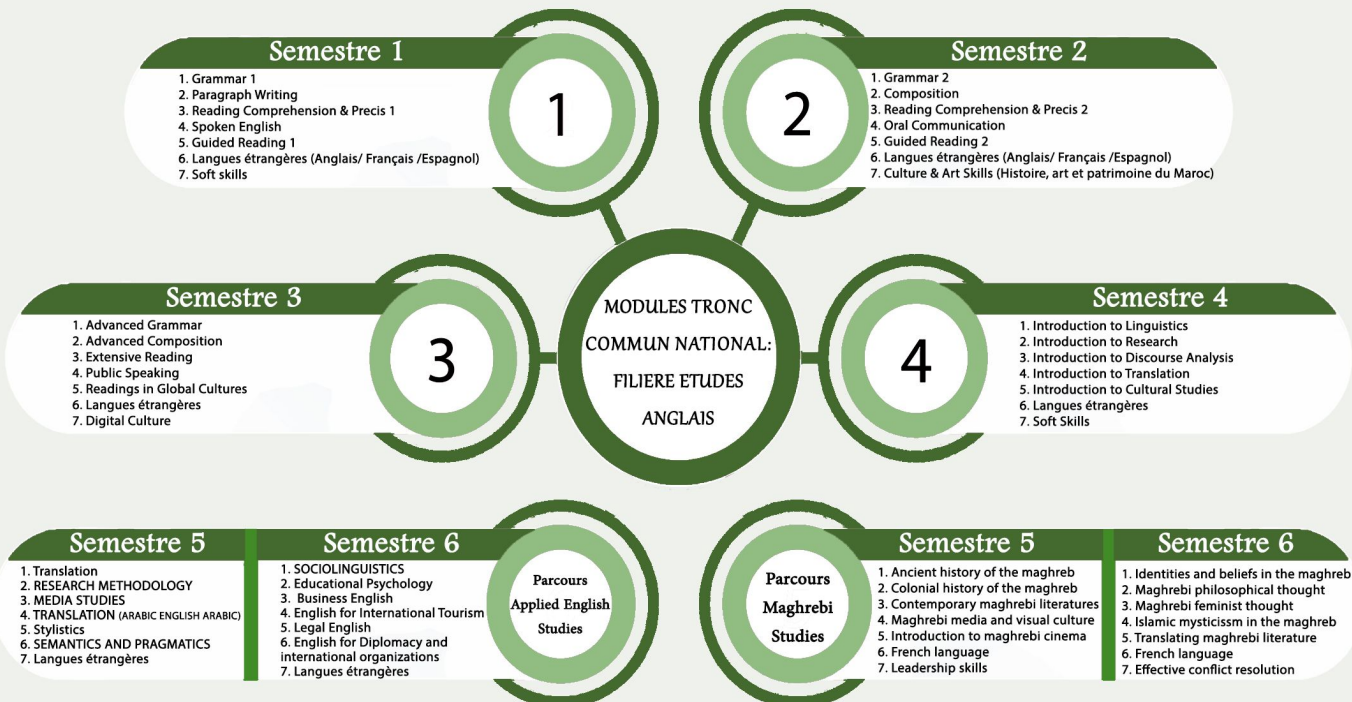 Semestre 1
1. Grammar 1
2. Paragraph Writing
3. Reading Comprehension & Precis 1
4. Spoken English
5. Guided Reading 1
6. Langues étrangères (Anglais/ Français /Espagnol)
7. Soft skills
1
Semestre 2
1. Grammar 2
2. Composition
3. Reading Comprehension & Precis 2
4. Oral Communication
5. Guided Reading 2
6. Langues étrangères (Anglais/ Français /Espagnol)
7. Culture & Art Skills (Histoire, art et patrimoine du Maroc)
2
Semestre 3
1. Advanced Grammar
2. Advanced Composition
3. Extensive Reading
4. Public Speaking
5. Readings in Global Cultures
6. Langues étrangères
7. Digital Culture
3
MODULES TRONC
COMMUN NATIONAL:
FILIERE ETUDES
ANGLAIS
4
Semestre 4
1. Introduction to Linguistics
2. Introduction to Research
3. Introduction to Discourse Analysis
4. Introduction to Translation
5. Introduction to Cultural Studies
6. Langues étrangères
7. Soft Skills
Semestre 5
1. Translation
2. RESEARCH METHODOLOGY
3. MEDIA STUDIES
4. TRANSLATION (ARABIC ENGLISH ARABIC)
5. Stylistics
6. SEMANTICS AND PRAGMATICS
7. Langues étrangères
Semestre 6
1. SOCIOLINGUISTICS
2. Educational Psychology
3. Business English
4. English for International Tourism
5. Legal English
6. English for Diplomacy and
international organizations
7. Langues étrangères
Parcours
Applied English
Studies
Parcours
Maghrebi
Studies
Semestre 5
1. Ancient history of the maghreb
2. Colonial history of the maghreb
3. Contemporary maghrebi literatures
4. Maghrebi media and visual culture
5. Introduction to maghrebi cinema
6. French language
7. Leadership skills
Semestre 6
1. Identities and beliefs in the maghreb
2. Maghrebi philosophical thought
3. Maghrebi feminist thought
4. Islamic mysticissm in the maghreb
5. Translating maghrebi literature
6. French language
7. Effective conflict resolution